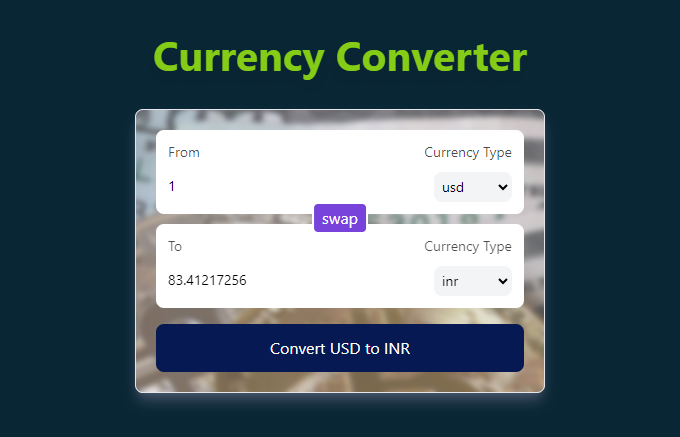 Currency Converter
From Currency Type
1 usd
swap
To Currency Type
83.41217256 inr
Convert USD to INR